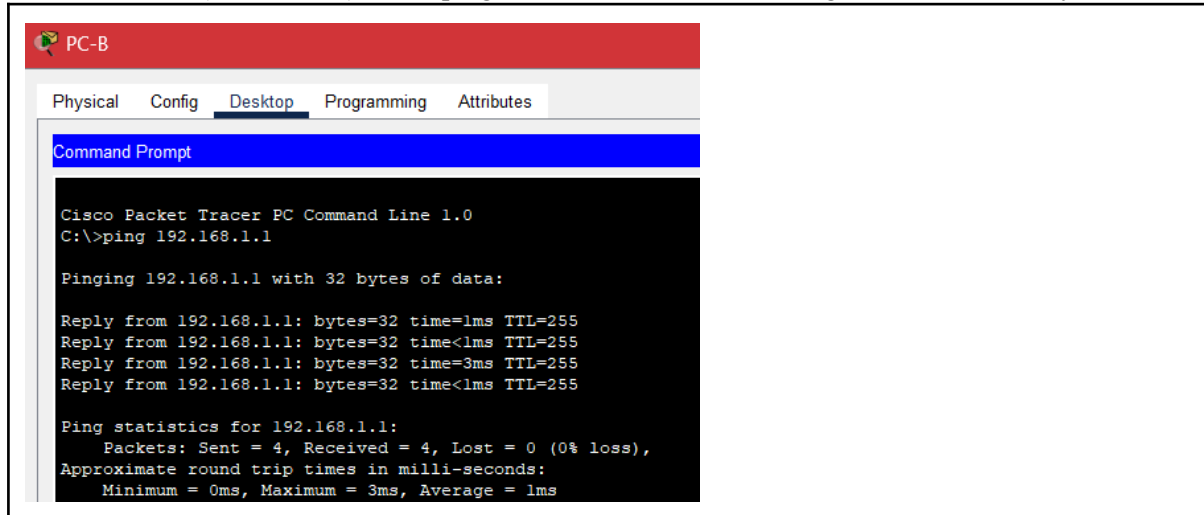 PC-B
Physical Config Desktop Programming Attributes
Command Prompt
Cisco Packet Tracer PC Command Line 1.0
C:\>ping 192.168.1.1
Pinging 192.168.1.1 with 32 bytes of data:
Reply from 192.168.1.1: bytes=32 time=1ms TTL=255
Reply from 192.168.1.1: bytes=32 time<1ms TTL=255
Reply from 192.168.1.1: bytes=32 time=3ms TTL=255
Reply from 192.168.1.1: bytes=32 time<1ms TTL=255
Ping statistics for 192.168.1.1:
Packets: Sent = 4, Received = 4, Lost = 0 (0% loss),
Approximate round trip times in milli-seconds:
Minimum = 0ms, Maximum = 3ms, Average = 1ms